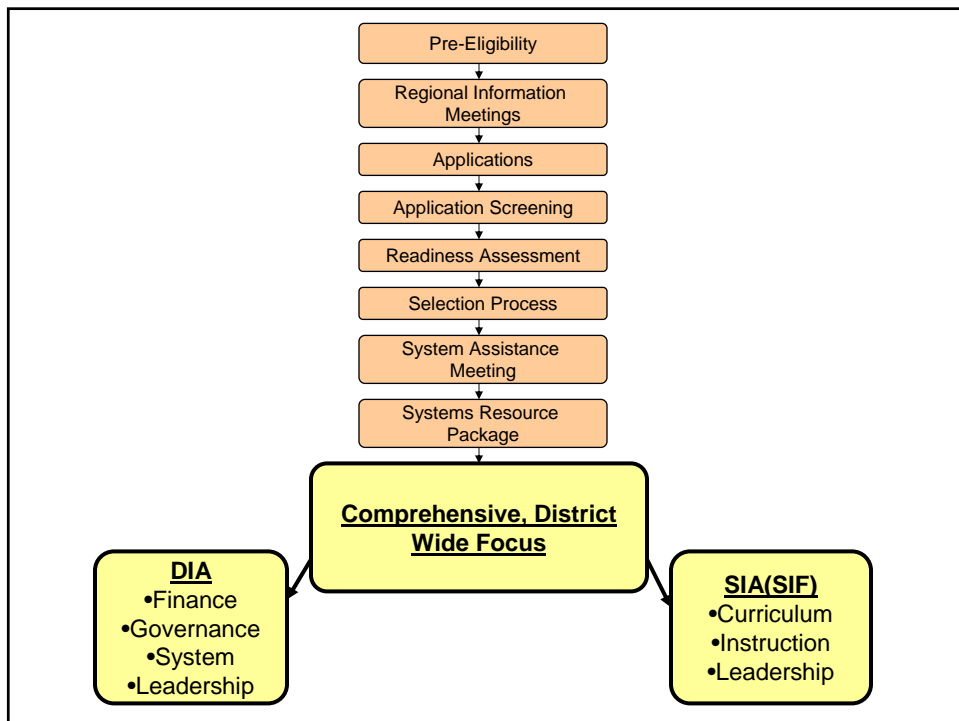 Pre-Eligibility
Regional Information
Meetings
Applications
Application Screening
Readiness Assessment
Selection Process
System Assistance
Meeting
Systems Resource
Package
Comprehensive, District
Wide Focus
DIA
•Finance
•Governance
•System
•Leadership
SIA(SIF)
•Curriculum
•Instruction
•Leadership